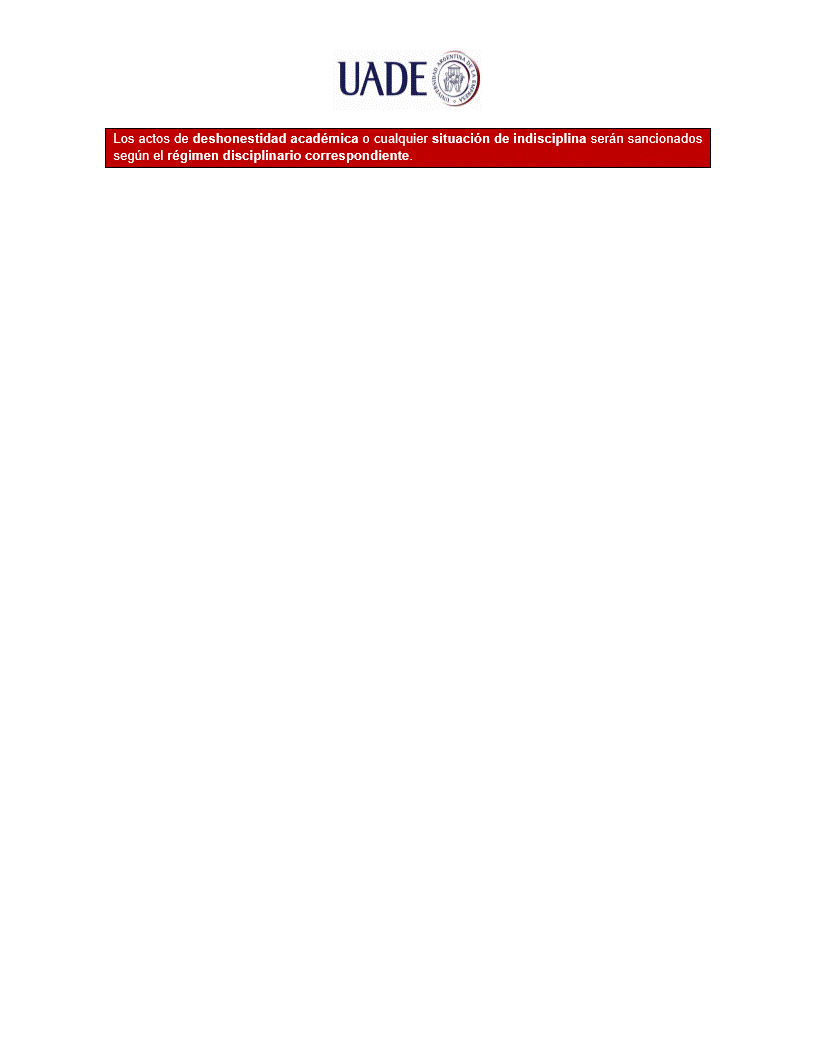 UADE
UNIVERSIDAD ARGENTINA DE LA EMPRESA
Los actos de deshonestidad académica o cualquier situación de indisciplina serán sancionados
según el régimen disciplinario correspondiente.